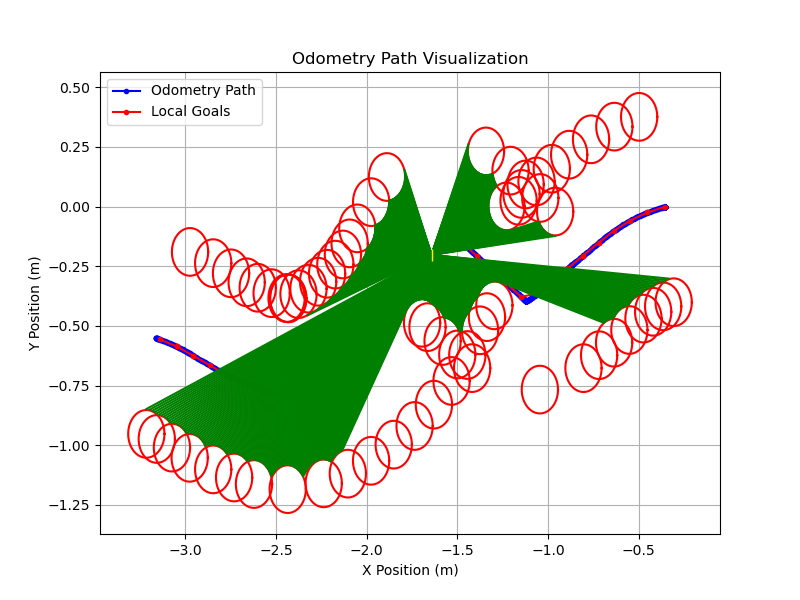 Odometry Path Visualization
Odometry Path
Local Goals
Y Position (m)
0.50
0.25
0.00
−0.25
−0.50
−0.75
−1.00
−1.25
−3.0 −2.5 −2.0 −1.5 −1.0 −0.5
X Position (m)